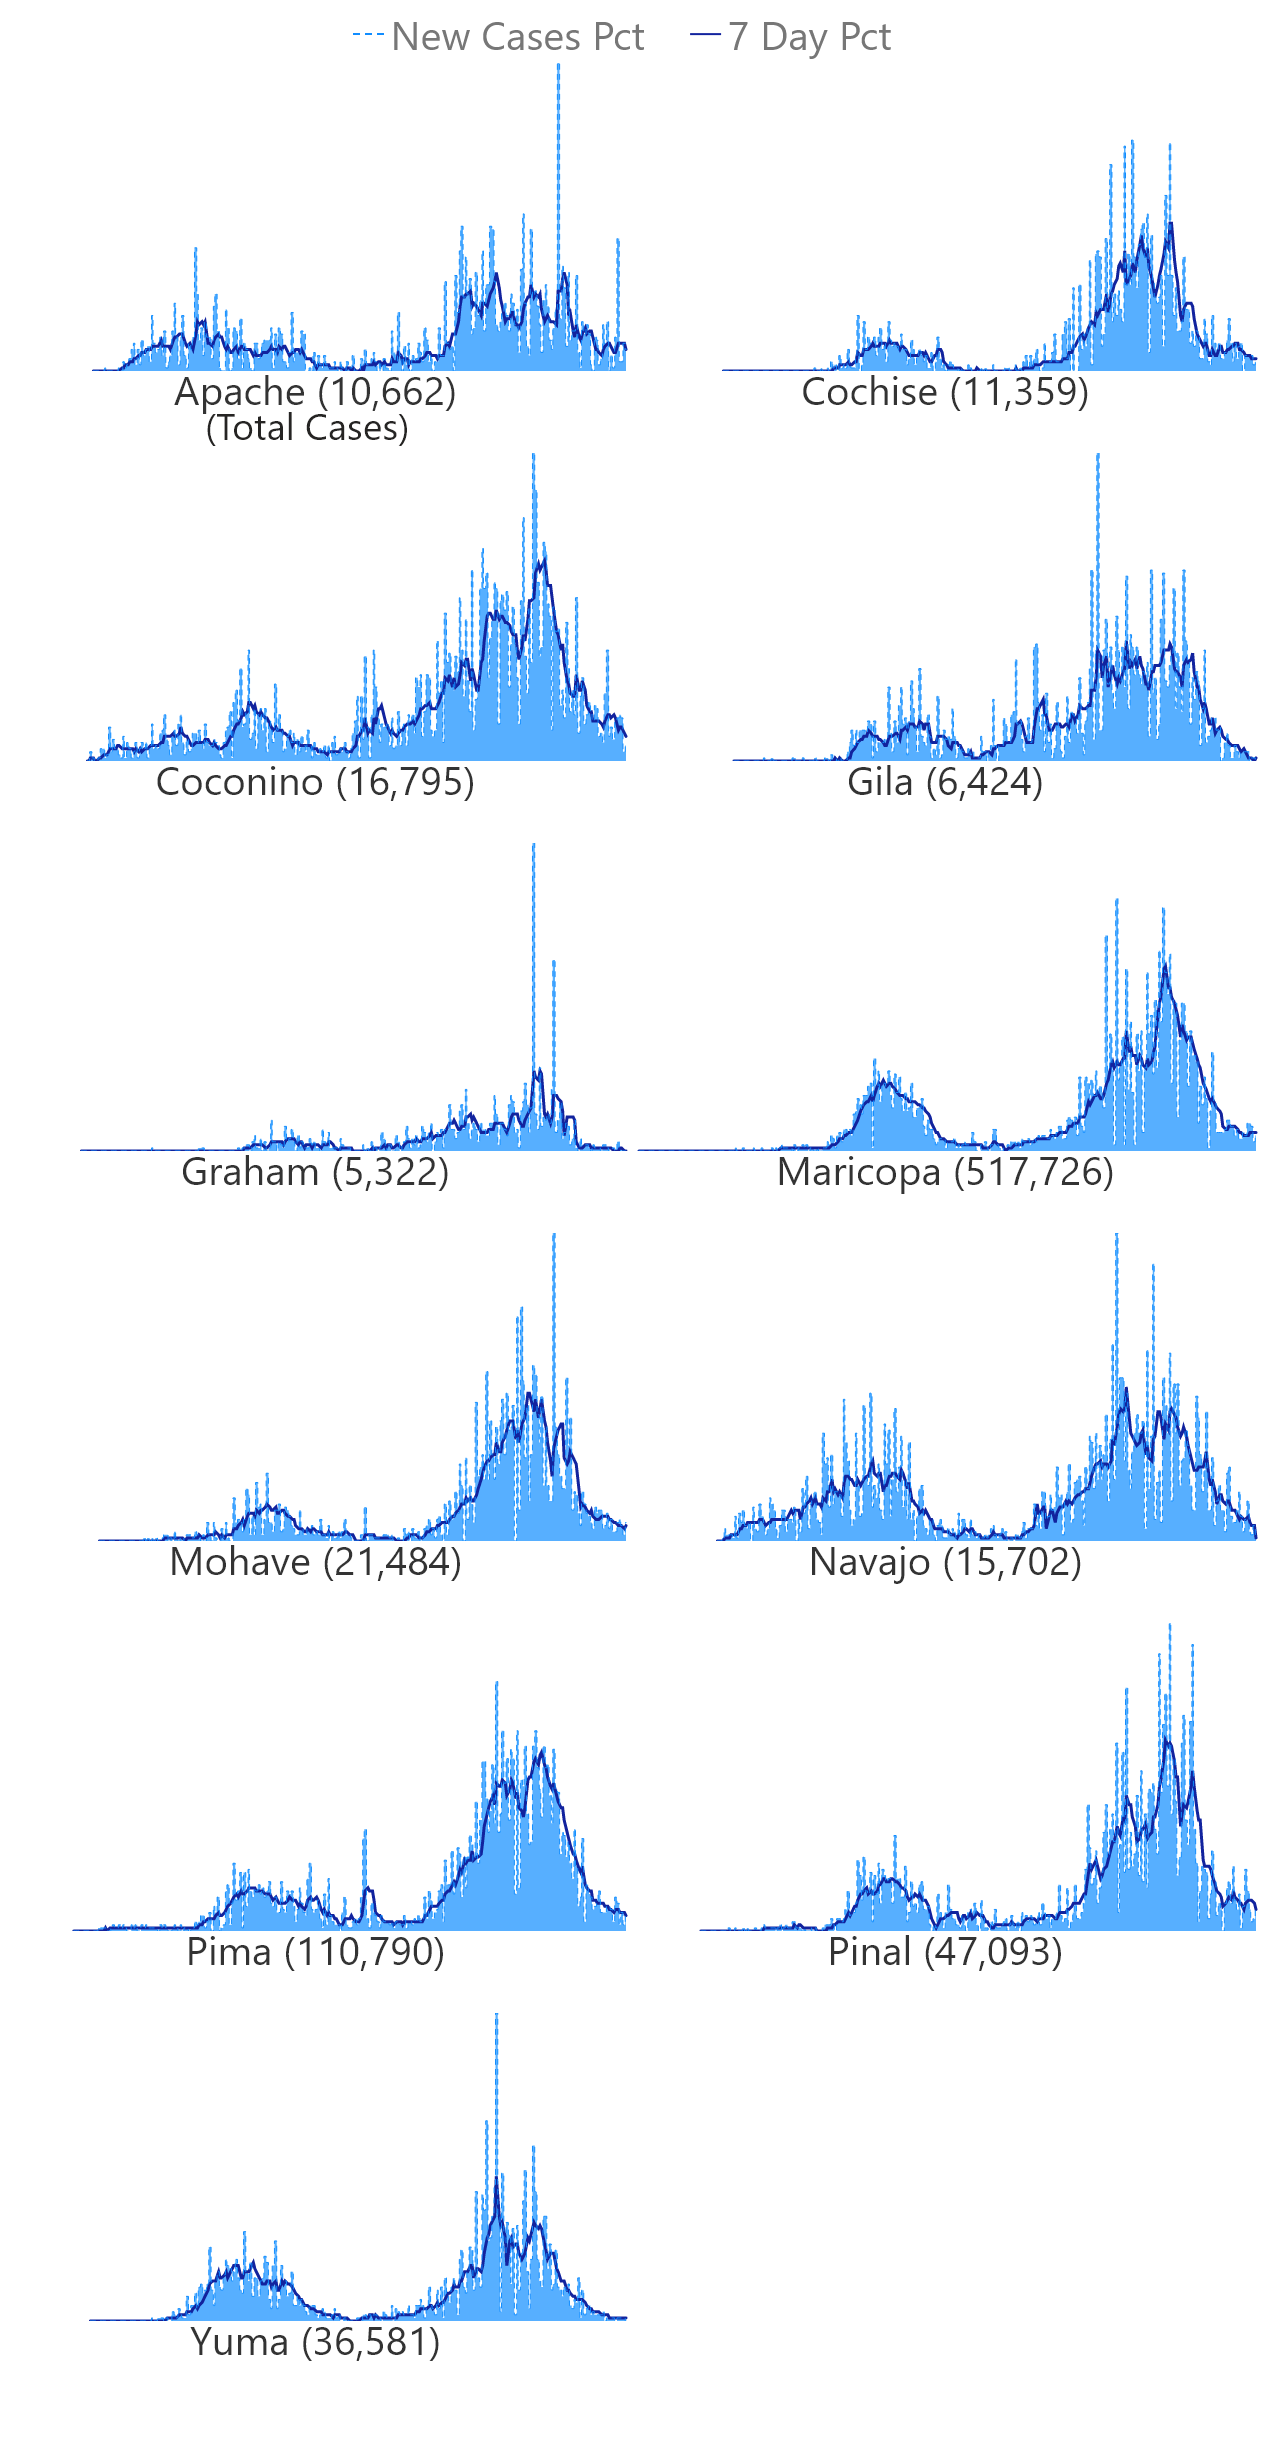 New Cases Pct 7 Day Pct
Apache (10,662) Cochise (11,359)
(Total Cases)
Coconino (16,795) Gila (6,424)
Graham (5,322) Maricopa (517,726)
Mohave (21,484) Navajo (15,702)
Pima (110,790) Pinal (47,093)
Yuma (36,581)